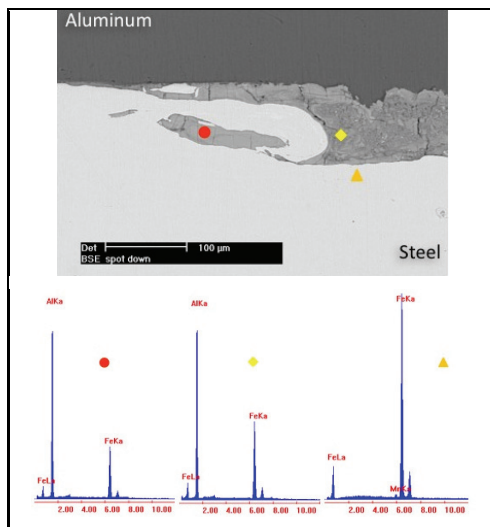 Aluminum
Steel
Det 100 µm
BSE spot down
AlKa
FeLa
FeKa
2.00 4.00 6.00 8.00 10.00
AlKa
FeLa
FeKa
2.00 4.00 6.00 8.00 10.00
FeKa
FeLa
MnKa
2.00 4.00 6.00 8.00 10.00